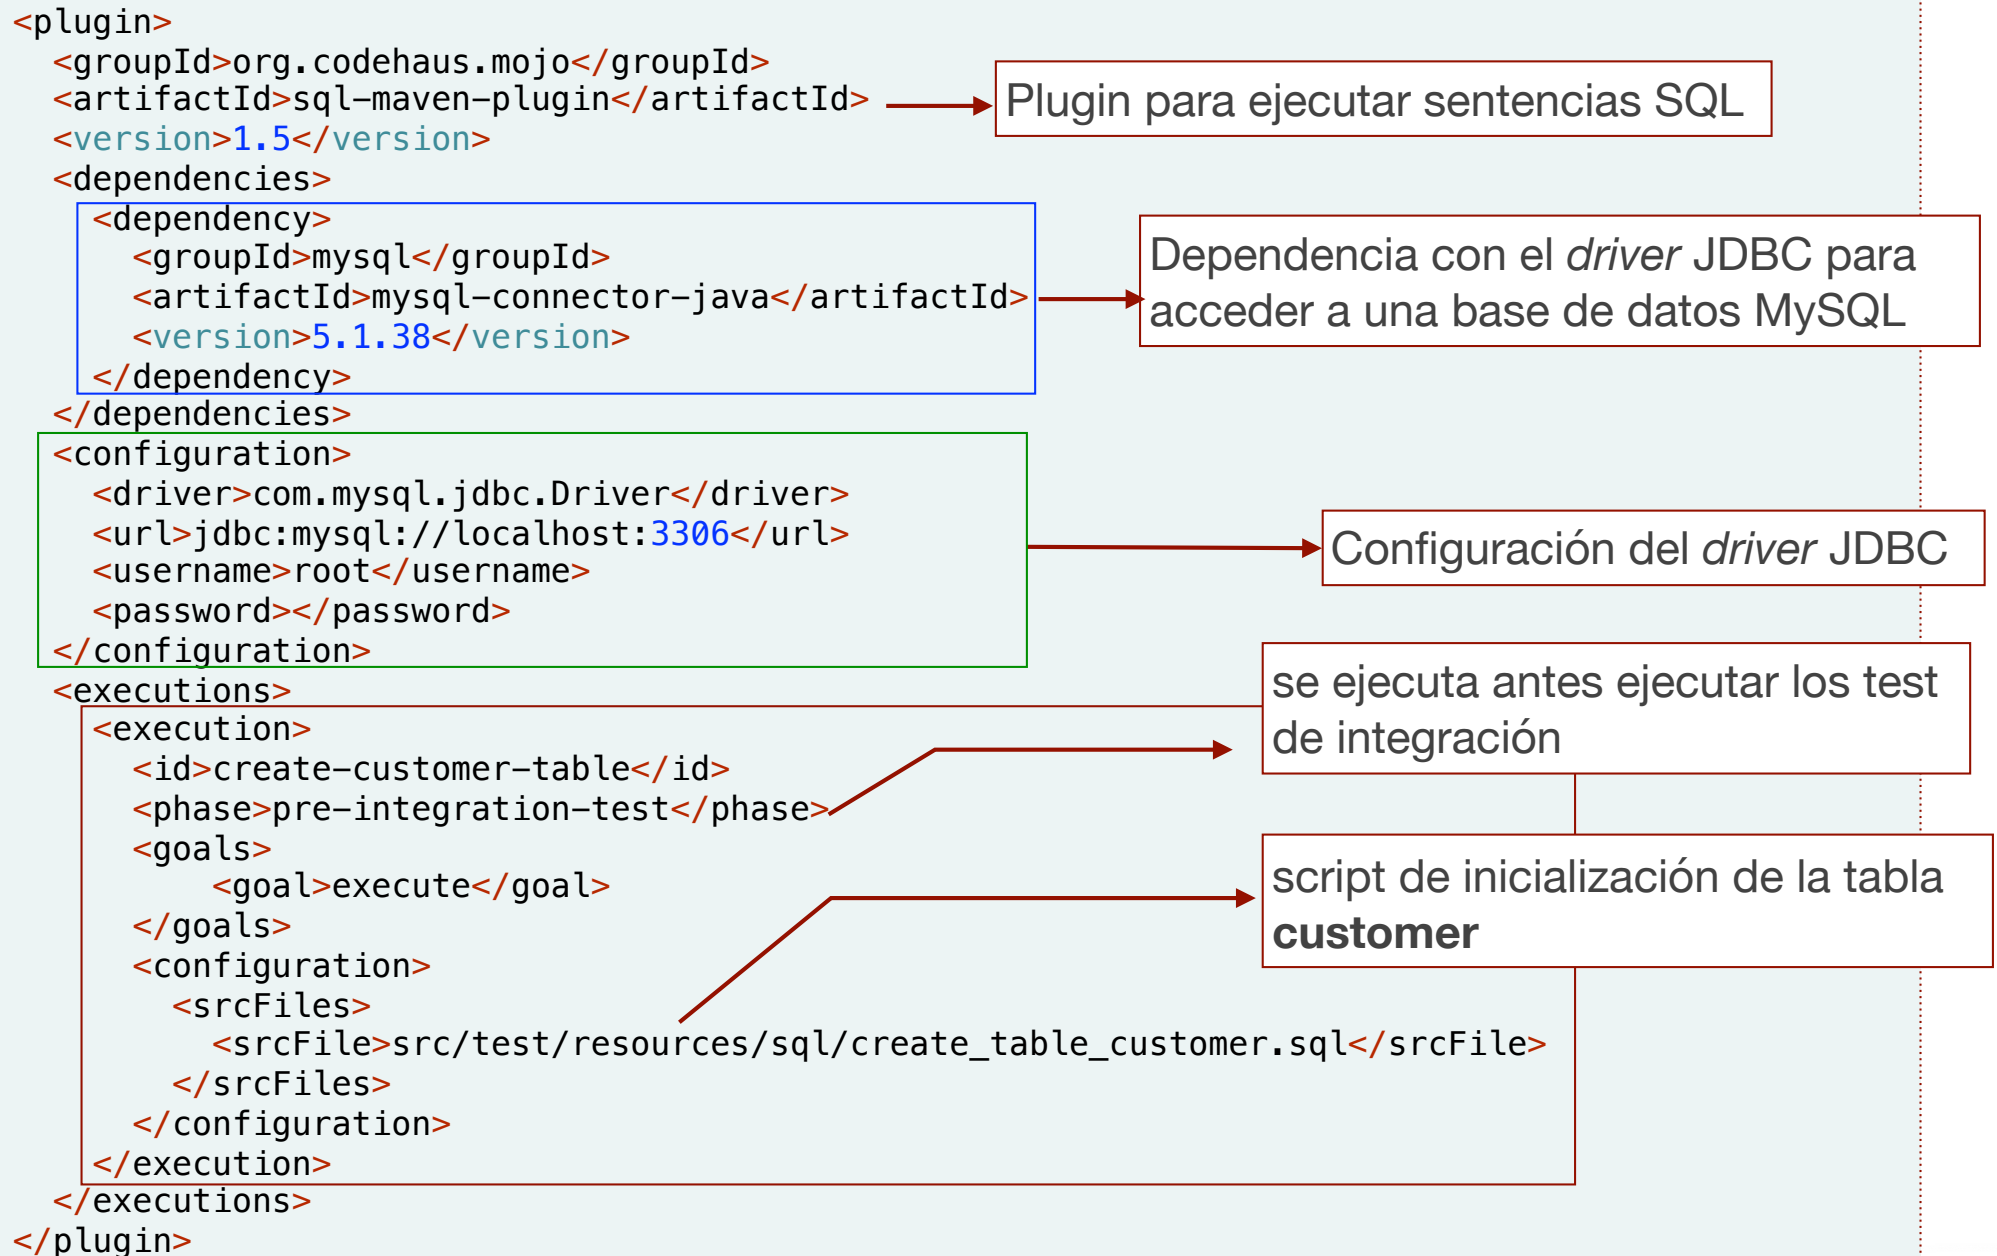 <plugin>
  <groupId>org.codehaus.mojo</groupId>
  <artifactId>sql-maven-plugin</artifactId>
Plugin para ejecutar sentencias SQL
  <version>1.5</version>
  <dependencies>
    <dependency>
      <groupId>mysql</groupId>
      <artifactId>mysql-connector-java</artifactId>
      <version>5.1.38</version>
    </dependency>
Dependencia con el driver JDBC para
acceder a una base de datos MySQL
  </dependencies>
  <configuration>
    <driver>com.mysql.jdbc.Driver</driver>
    <url>jdbc:mysql://localhost:3306</url>
    <username>root</username>
    <password></password>
  </configuration>
Configuración del driver JDBC
  <executions>
    <execution>
      <id>create-customer-table</id>
      <phase>pre-integration-test</phase>
se ejecuta antes ejecutar los test
de integración
      <goals>
          <goal>execute</goal>
      </goals>
      <configuration>
        <srcFiles>
          <srcFile>src/test/resources/sql/create_table_customer.sql</srcFile>
        </srcFiles>
      </configuration>
script de inicialización de la tabla
customer
    </execution>
  </executions>
</plugin>